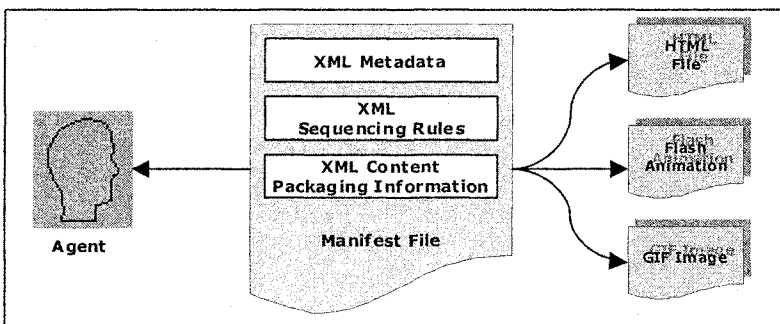 XML Metadata
XML
Sequencing Rules
XML Content
Packaging Information
Manifest File
Agent
HTML
File
Flash
Animation
GIF Image